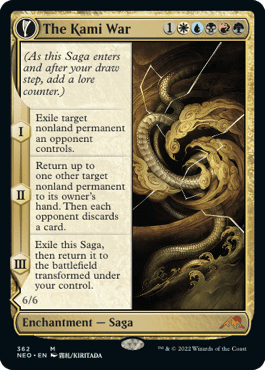 The Kami War
1
(As this Saga enters
and after your draw
step, add a lore
counter.)
I
Exile target
nonland permanent
an opponent
controls.
II
Return up to
one other target
nonland permanent
to its owner's
hand. Then each
opponent discards
a card.
III
Exile this Saga,
then return it to
the battlefield
transformed under
your control.
6/6
Enchantment — Saga
362 M
NEO • EN KIRITADA
™ & © 2022 Wizards of the Coast